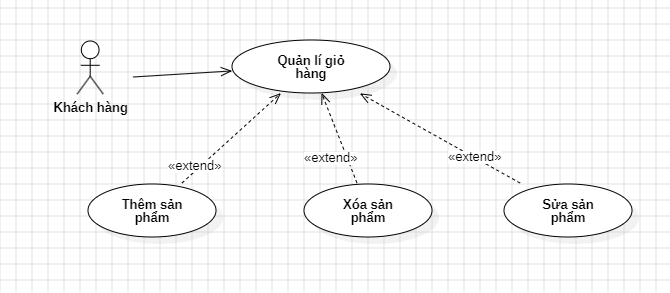 Quản lí giỏ
hàng
Khách hàng
«extend»
«extend»
«extend»
Thêm sản
phẩm
Xóa sản
phẩm
Sửa sản
phẩm